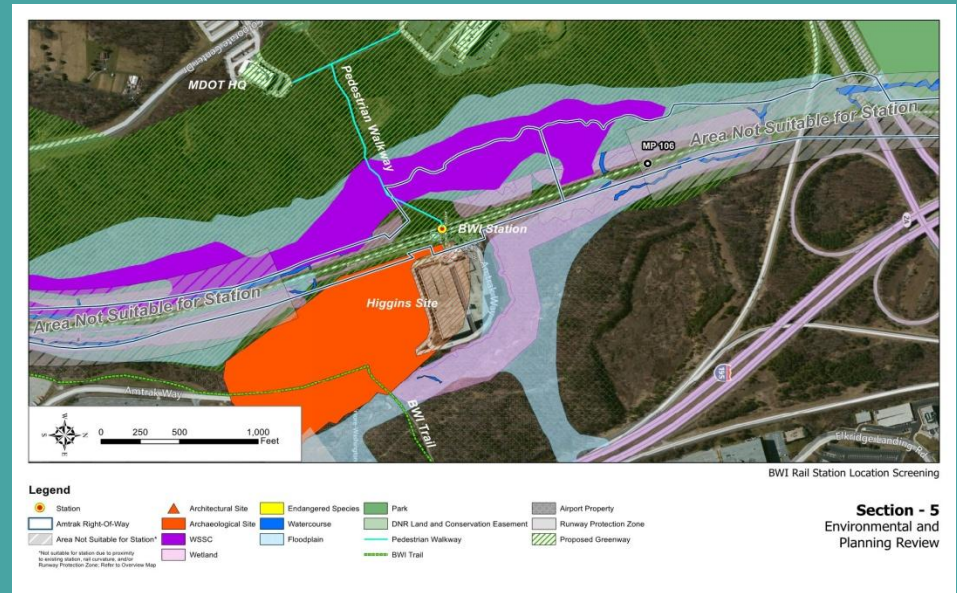 Corporate Center Dr
MDOT HQ
Pedestrian Walkway
Area Not Suitable for Station
MP 106
BWI Station
195
Area Not Suitable for Station
Higgins Site
Amtrak Way
Amtrak Way
BWI Trail
Elkridge Landing Rd
W
S N
E
0 250 500 1,000
Feet
BWI Rail Station Location Screening
Legend
Station
Amtrak Right-Of-Way
Area Not Suitable for Station*
*Not suitable for station due to proximity
to existing station, rail curvature, and/or
Runway Protection Zone; Refer to Overview Map
Architectural Site
Archaeological Site
WSSC
Wetland
Endangered Species
Watercourse
Floodplain
Park
DNR Land and Conservation Easement
Pedestrian Walkway
BWI Trail
Airport Property
Runway Protection Zone
Proposed Greenway
Section - 5
Environmental and
Planning Review